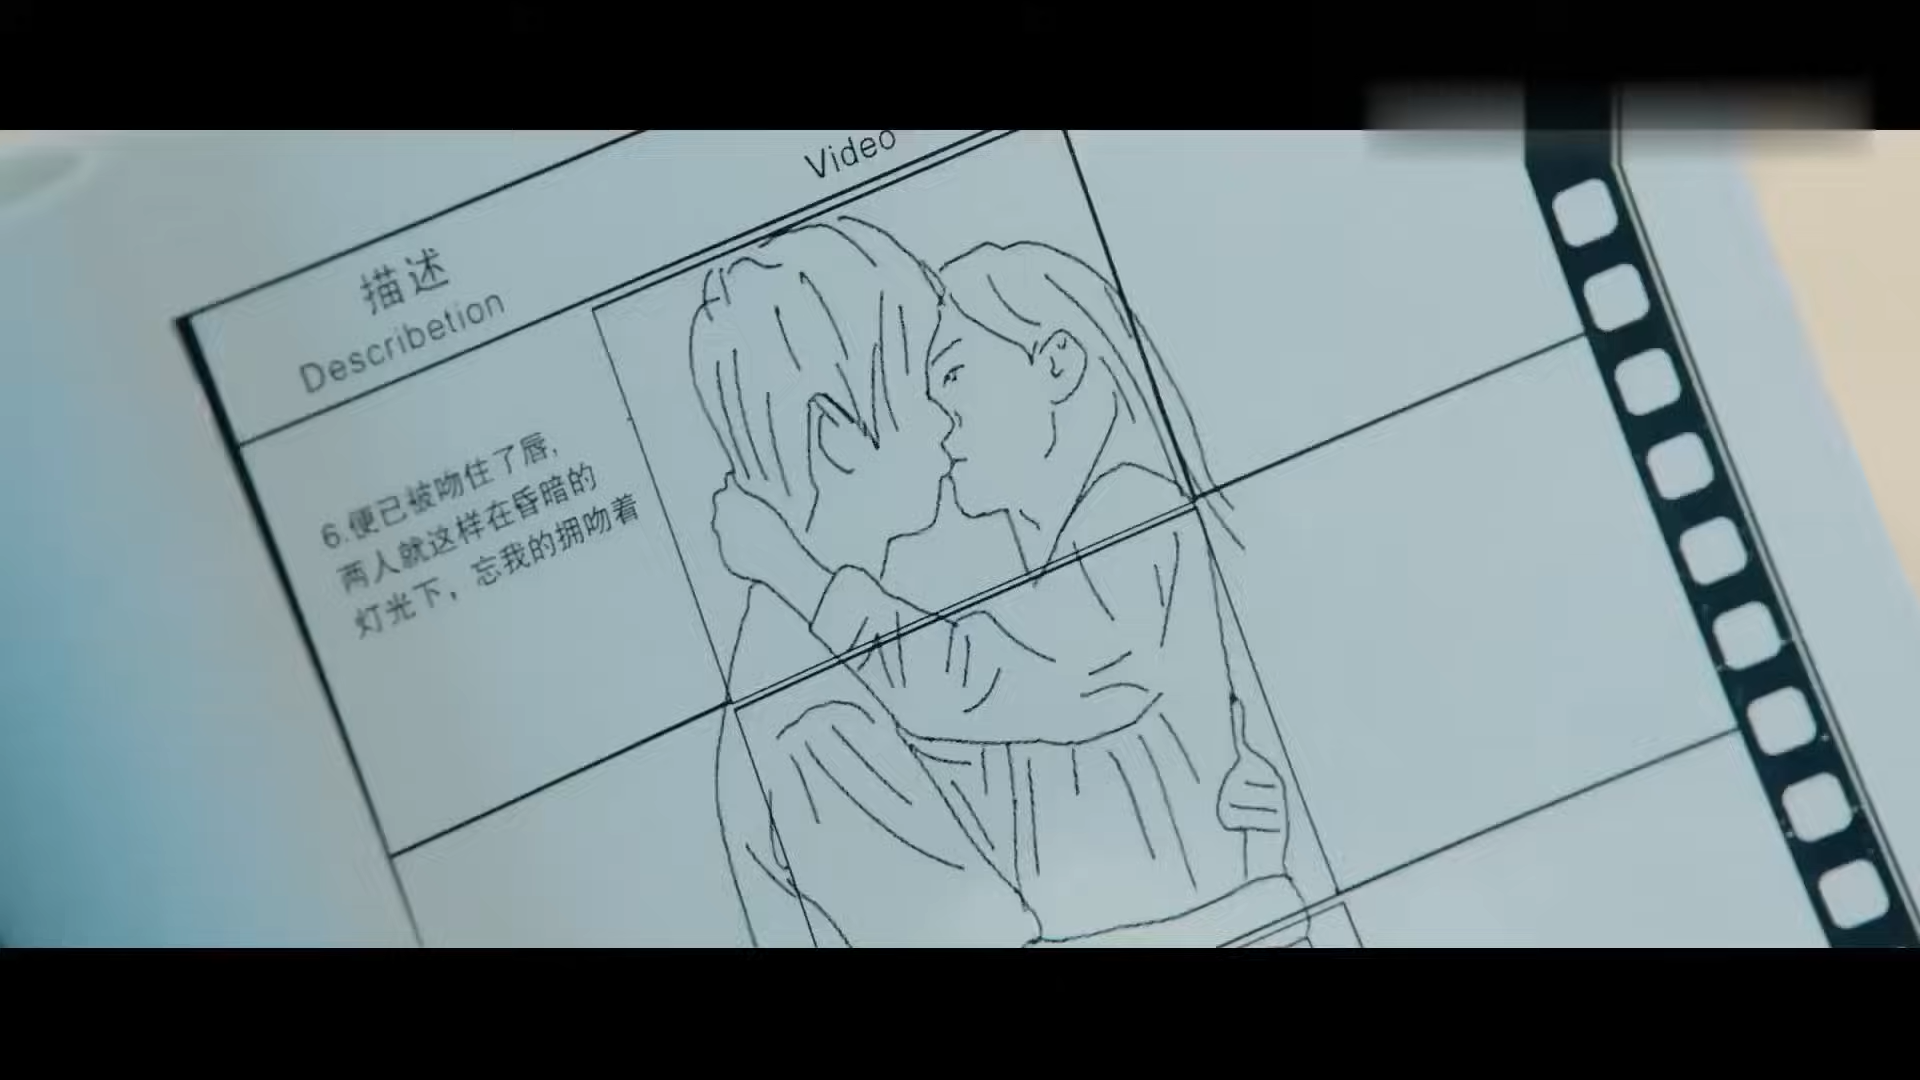 Video
描述
Describetion
6.便已被吻住了唇,
两人就这样在昏暗的
灯光下，忘我的拥吻着